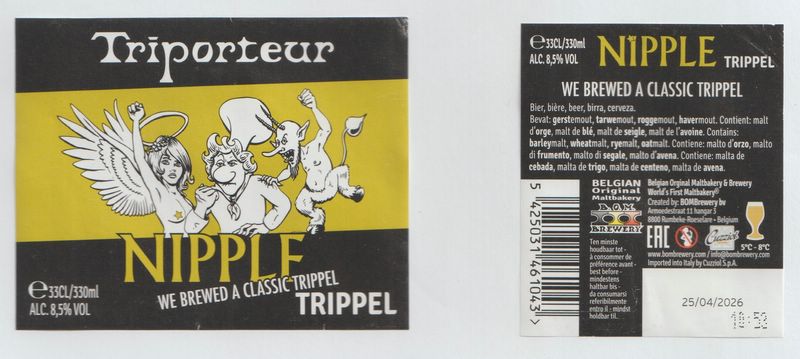 Triporteur
NIPPLE
WE BREWED A CLASSIC TRIPPEL
TRIPPEL
℮33CL/330ml
ALC. 8,5% VOL
℮33CL/330ml
ALC. 8,5% VOL
NIPPLE TRIPPEL
WE BREWED A CLASSIC TRIPPEL
Bier, bière, beer, birra, cerveza.
Bevat: gerstemout, tarwemout, roggemout, havermout. Contient: malt
d'orge, malt de blé, malt de seigle, malt de l'avoine. Contains:
barleymalt, wheatmalt, ryemalt, oatmalt. Contiene: malto d'orzo, malto
di frumento, malto di segale, malto d'avena. Contiene: malta de
cebada, malta de trigo, malta de centeno, malta de avena.
5 425031 461043 >
BELGIAN
Original
Maltbakery
BOM
BREWERY
Ten minste
houdbaar tot -
à consommer de
préférence avant -
best before -
mindestens
haltbar bis -
da consumarsi
preferibilmente
entro il - mindst
holdbar til.
Belgian Orginal Maltbakery & Brewery
World's First Maltbakery®
Created by: BOMBrewery bv
Armoedestraat 11 hangar 3
8800 Rumbeke-Roeselare - Belgium
EAC
Cuzziol
5°C - 8°C
www.bombrewery.com / info@bombrewery.com
Imported into Italy by Cuzziol S.p.A.
25/04/2026